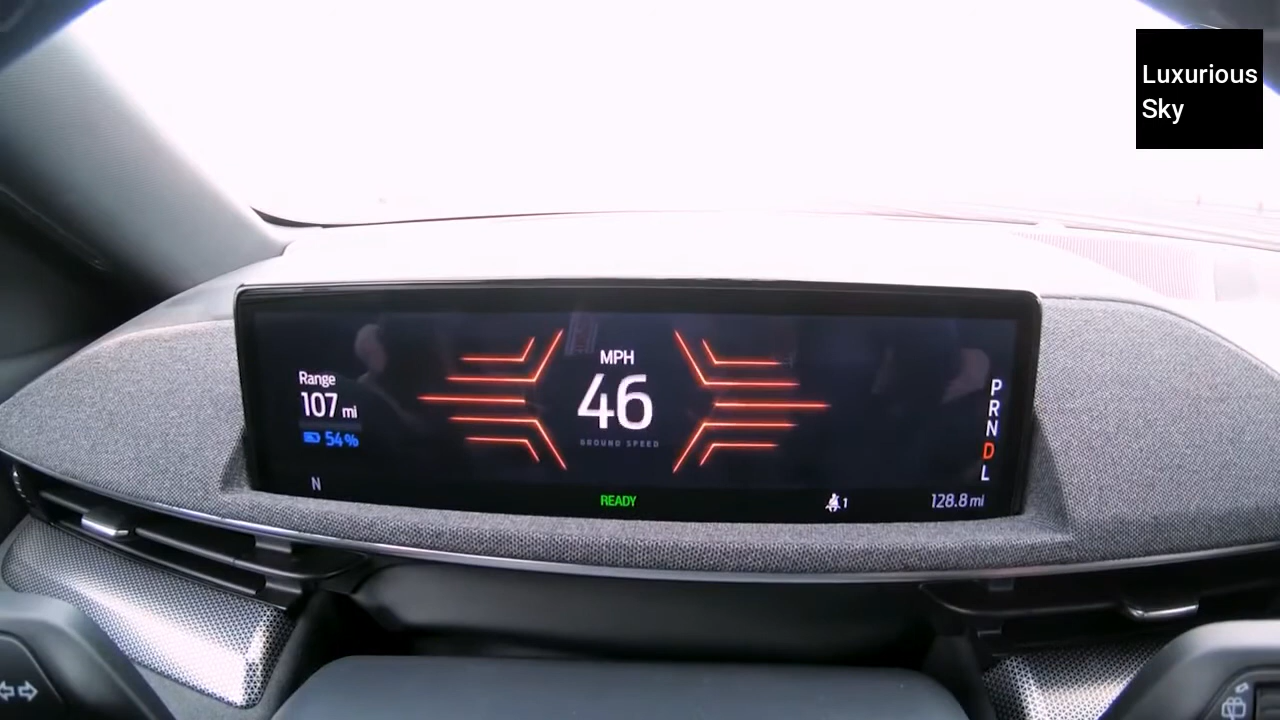 Luxurious
Sky
MPH
46
GROUND SPEED
Range
107 mi
54%
P
R
N
D
L
N
READY
1
128.8 mi